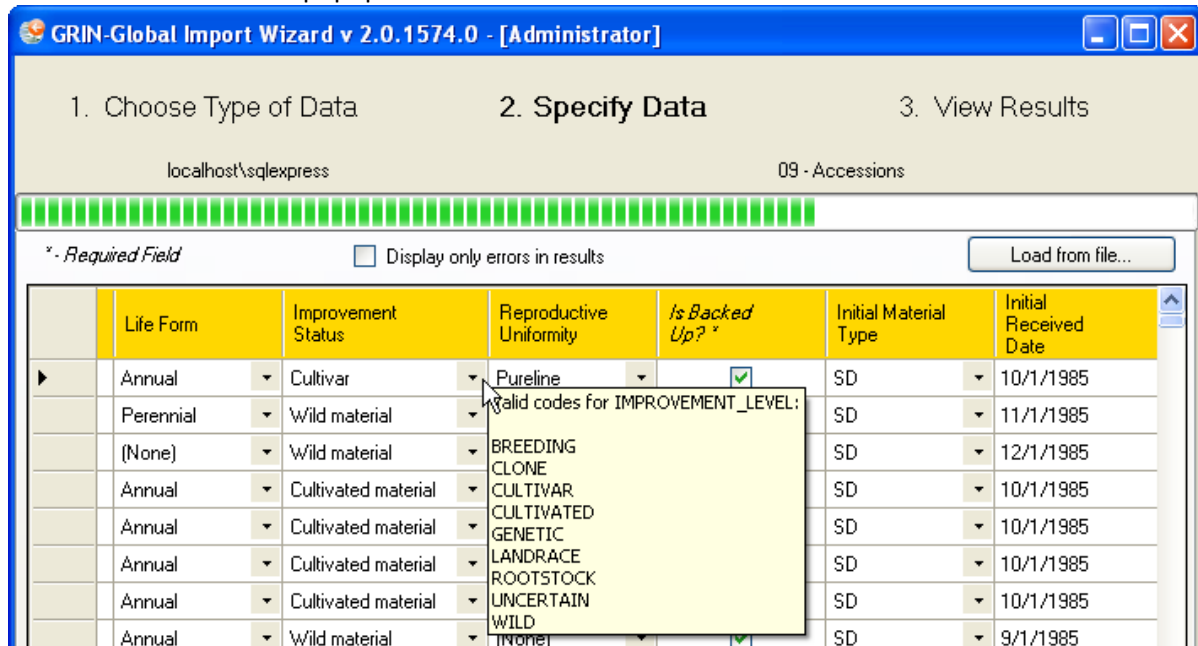 GRIN-Global Import Wizard v 2.0.1574.0 - [Administrator]
1. Choose Type of Data 2. Specify Data 3. View Results
localhost\sqlexpress 09 - Accessions
* - Required Field Display only errors in results Load from file...
Life Form
Improvement
Status
Reproductive
Uniformity
Is Backed
Up? *
Initial Material
Type
Initial
Received
Date
Annual Cultivar Pureline SD 10/1/1985
Perennial Wild material SD 11/1/1985
(None) Wild material SD 12/1/1985
Annual Cultivated material SD 10/1/1985
Annual Cultivated material SD 10/1/1985
Annual Cultivated material SD 10/1/1985
Annual Cultivated material SD 10/1/1985
Annual Wild material (None) SD 9/1/1985
Valid codes for IMPROVEMENT_LEVEL:
BREEDING
CLONE
CULTIVAR
CULTIVATED
GENETIC
LANDRACE
ROOTSTOCK
UNCERTAIN
WILD